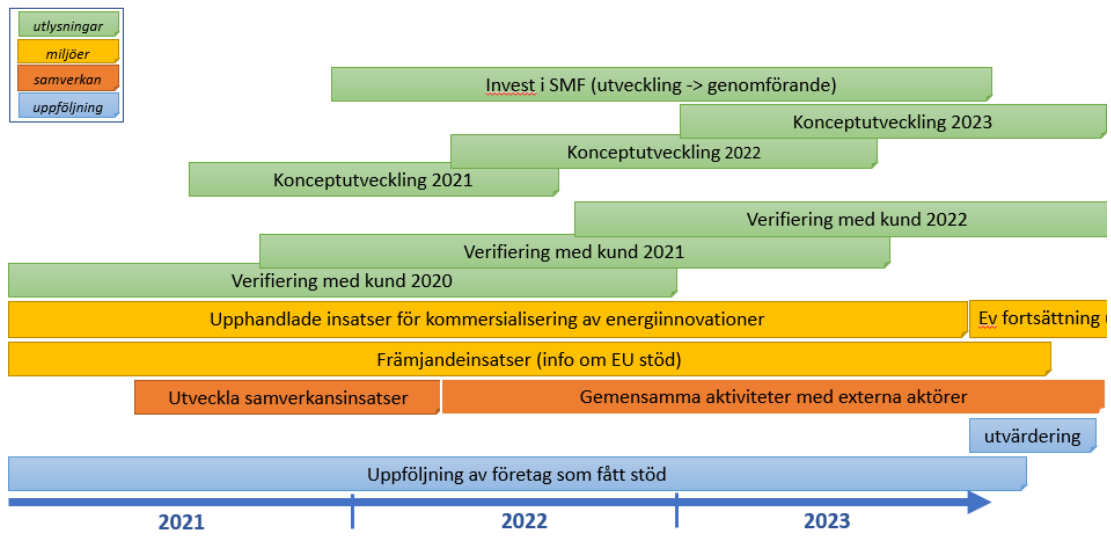 utlysningar
miljöer
samverkan
uppföljning
Invest i SMF (utveckling -> genomförande)
Konceptutveckling 2023
Konceptutveckling 2022
Konceptutveckling 2021
Verifiering med kund 2022
Verifiering med kund 2021
Verifiering med kund 2020
Upphandlade insatser för kommersialisering av energiinnovationer
Ev fortsättning
Främjandeinsatser (info om EU stöd)
Utveckla samverkansinsatser
Gemensamma aktiviteter med externa aktörer
utvärdering
Uppföljning av företag som fått stöd
2021
2022
2023